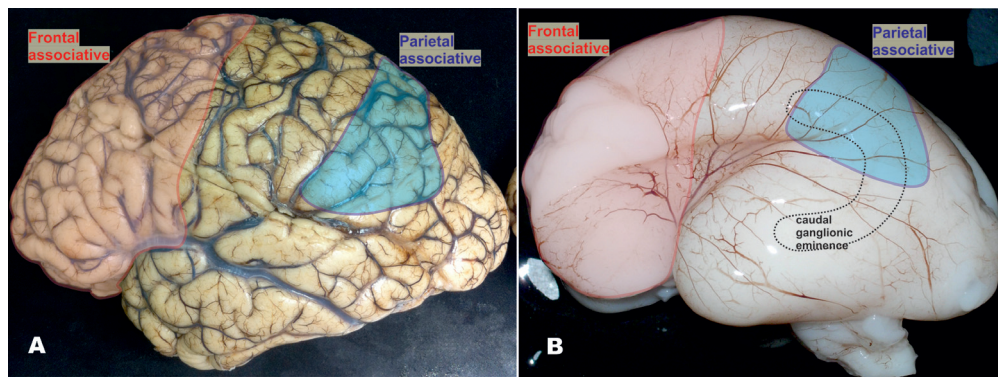 Frontal
associative
Parietal
associative
A
Frontal
associative
Parietal
associative
caudal
ganglionic
eminence
B